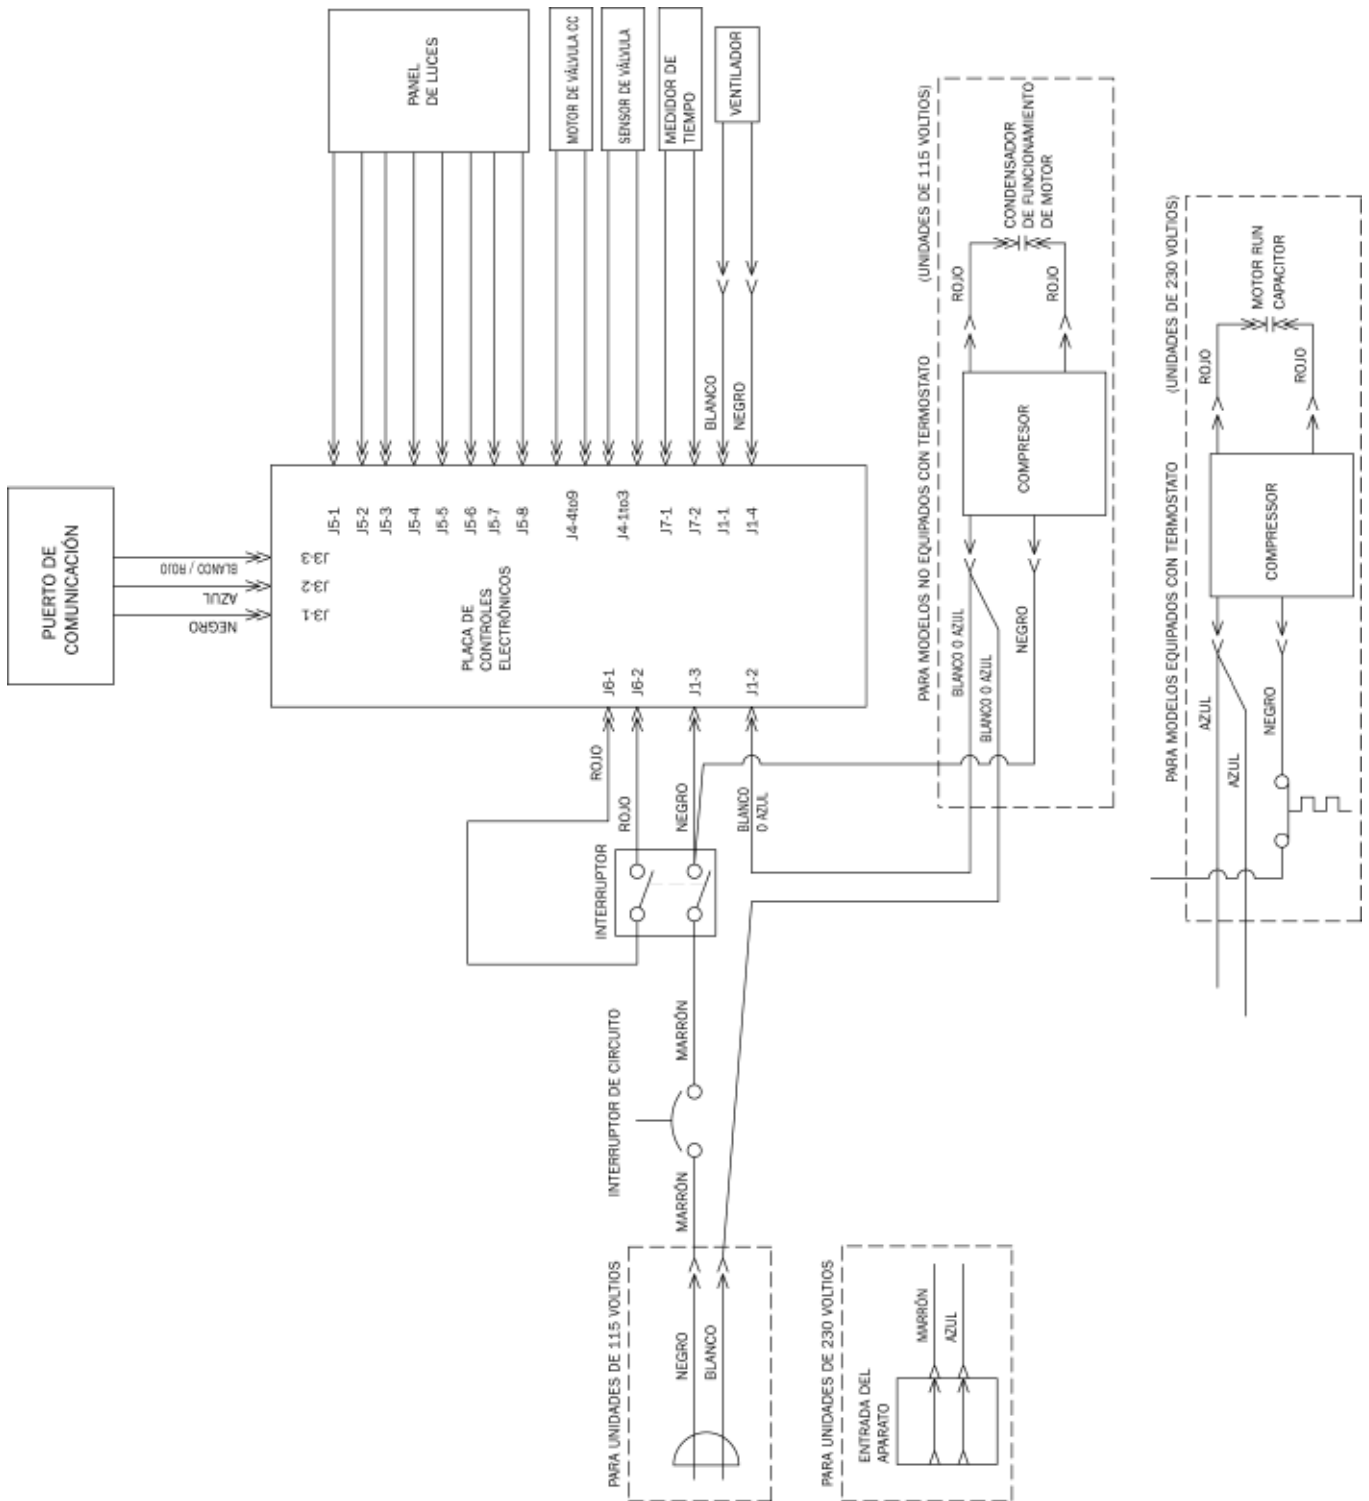 PUERTO DE
COMUNICACIÓN
NEGRO
AZUL
BLANCO / ROJO
J3-1
J3-2
J3-3
PANEL
DE LUCES
MOTOR DE VÁLVULA CC
SENSOR DE VÁLVULA
MEDIDOR DE
TIEMPO
VENTILADOR
BLANCO
NEGRO
J5-1
J5-2
J5-3
J5-4
J5-5
J5-6
J5-7
J5-8
J4-4to9
J4-1to3
J7-1
J7-2
J1-1
J1-4
PLACA DE
CONTROLES
ELECTRÓNICOS
J6-1
J6-2
J1-3
J1-2
ROJO
ROJO
NEGRO
BLANCO
O AZUL
INTERRUPTOR
INTERRUPTOR DE CIRCUITO
MARRÓN
MARRÓN
PARA UNIDADES DE 115 VOLTIOS
NEGRO
BLANCO
PARA UNIDADES DE 230 VOLTIOS
ENTRADA DEL
APARATO
MARRÓN
AZUL
PARA MODELOS NO EQUIPADOS CON TERMOSTATO
(UNIDADES DE 115 VOLTIOS)
BLANCO O AZUL
BLANCO O AZUL
NEGRO
COMPRESOR
ROJO
ROJO
CONDENSADOR
DE FUNCIONAMIENTO
DE MOTOR
PARA MODELOS EQUIPADOS CON TERMOSTATO
(UNIDADES DE 230 VOLTIOS)
AZUL
AZUL
NEGRO
COMPRESSOR
ROJO
ROJO
MOTOR RUN
CAPACITOR